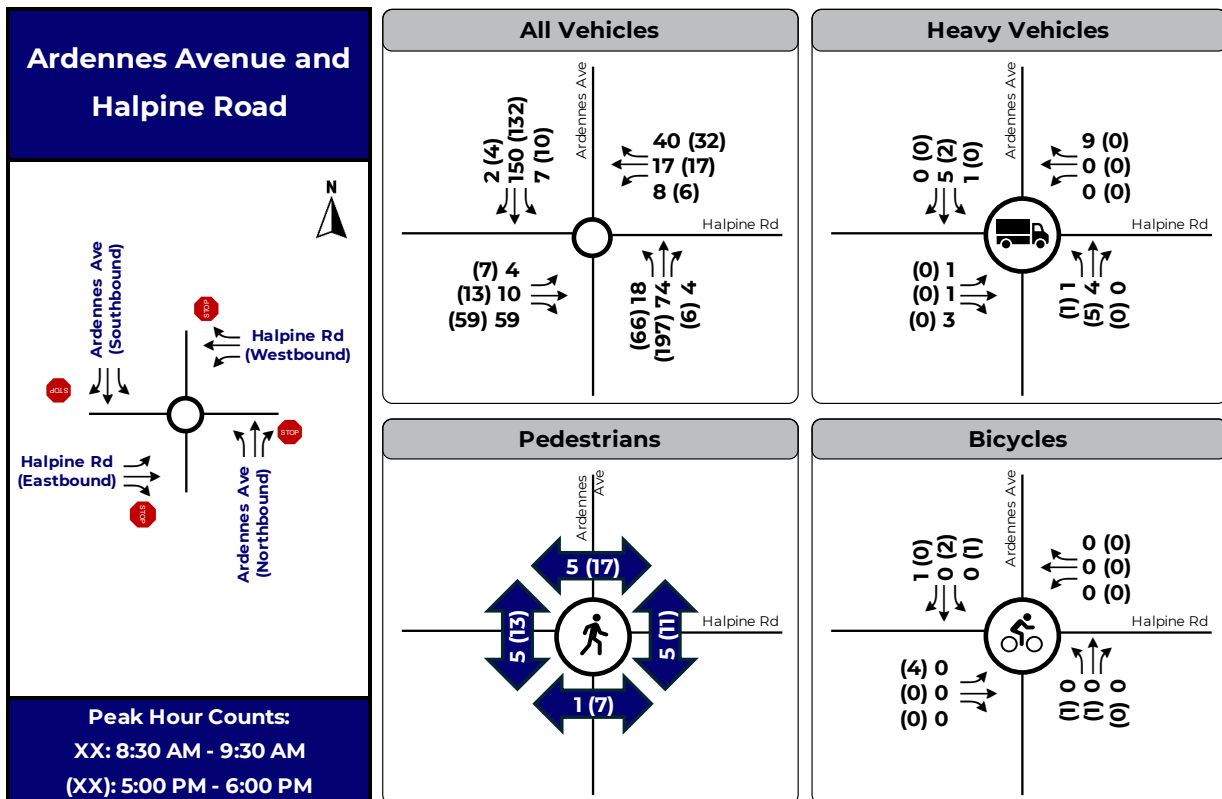 Ardennes Avenue and
Halpine Road
N
Ardennes Ave
(Southbound)
STOP
Halpine Rd
(Westbound)
STOP
STOP
Halpine Rd
(Eastbound)
STOP
Ardennes Ave
(Northbound)
Peak Hour Counts:
XX: 8:30 AM - 9:30 AM
(XX): 5:00 PM - 6:00 PM
All Vehicles
Ardennes Ave
2 (4)
150 (132)
7 (10)
40 (32)
17 (17)
8 (6)
Halpine Rd
(7) 4
(13) 10
(59) 59
(66) 18
(197) 74
(6) 4
Heavy Vehicles
Ardennes Ave
0 (0)
5 (2)
1 (0)
9 (0)
0 (0)
0 (0)
Halpine Rd
(0) 1
(0) 1
(0) 3
(1) 1
(5) 4
(0) 0
Pedestrians
Ardennes
Ave
5 (17)
5 (13)
5 (11)
Halpine Rd
1 (7)
Bicycles
Ardennes Ave
1 (0)
0 (2)
0 (1)
0 (0)
0 (0)
0 (0)
Halpine Rd
(4) 0
(0) 0
(0) 0
(1) 0
(1) 0
(0) 0